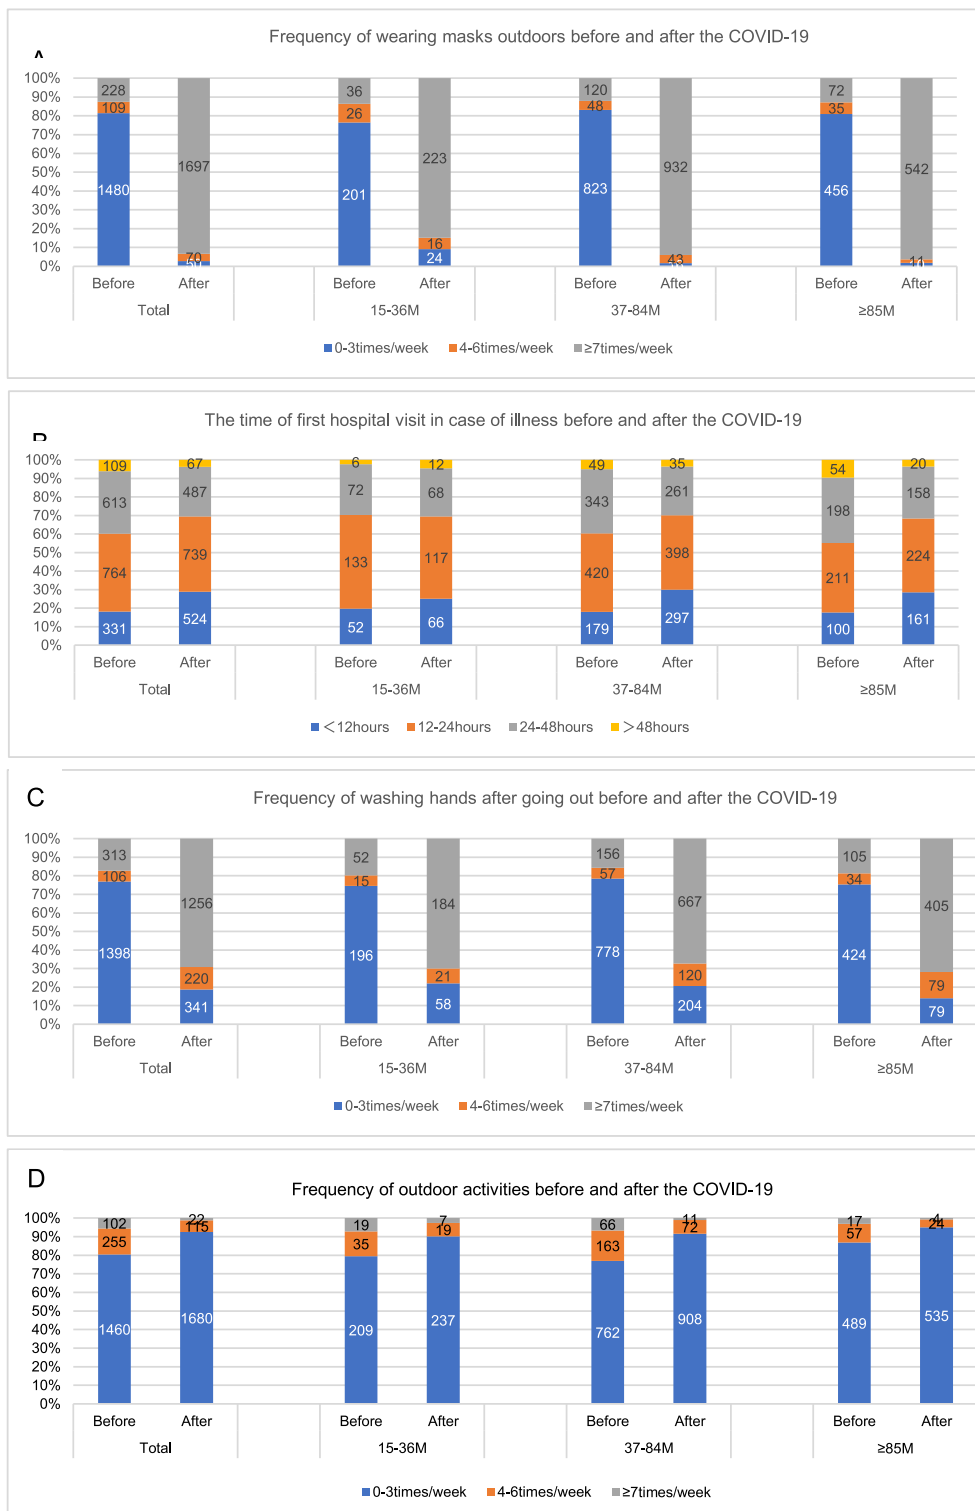 Frequency of wearing masks outdoors before and after the COVID-19
100% 228 36 120 72
90% 109 26 48 35
80%
70%
60% 1697 223 932 542
50%
40% 1480 201 823 456
30%
20%
10% 70 16 43 11
0% 24
Before After Before After Before After Before After
Total 15-36M 37-84M ≥85M
0-3times/week 4-6times/week ≥7times/week
The time of first hospital visit in case of illness before and after the COVID-19
100% 109 67 6 12 49 35 54 20
90%
80% 613 487 72 68 343 261 198 158
70%
60%
50% 764 739 133 117 420 398 211 224
40%
30%
20% 331 524 52 66 179 297 100 161
10%
0%
Before After Before After Before After Before After
Total 15-36M 37-84M ≥85M
＜12hours 12-24hours 24-48hours ＞48hours
C
Frequency of washing hands after going out before and after the COVID-19
100%
90% 313 52 156 105
80% 106 15 57 34
70% 1256 184 667 405
60%
50%
40% 1398 196 778 424
30%
20% 220 21 120 79
10% 341 58 204 79
0%
Before After Before After Before After Before After
Total 15-36M 37-84M ≥85M
0-3times/week 4-6times/week ≥7times/week
D
Frequency of outdoor activities before and after the COVID-19
100% 102 22 19 7 66 11 17 4
90% 255 115 35 19 163 72 57 24
80%
70%
60%
50% 1460 1680 209 237 762 908 489 535
40%
30%
20%
10%
0%
Before After Before After Before After Before After
Total 15-36M 37-84M ≥85M
0-3times/week 4-6times/week ≥7times/week